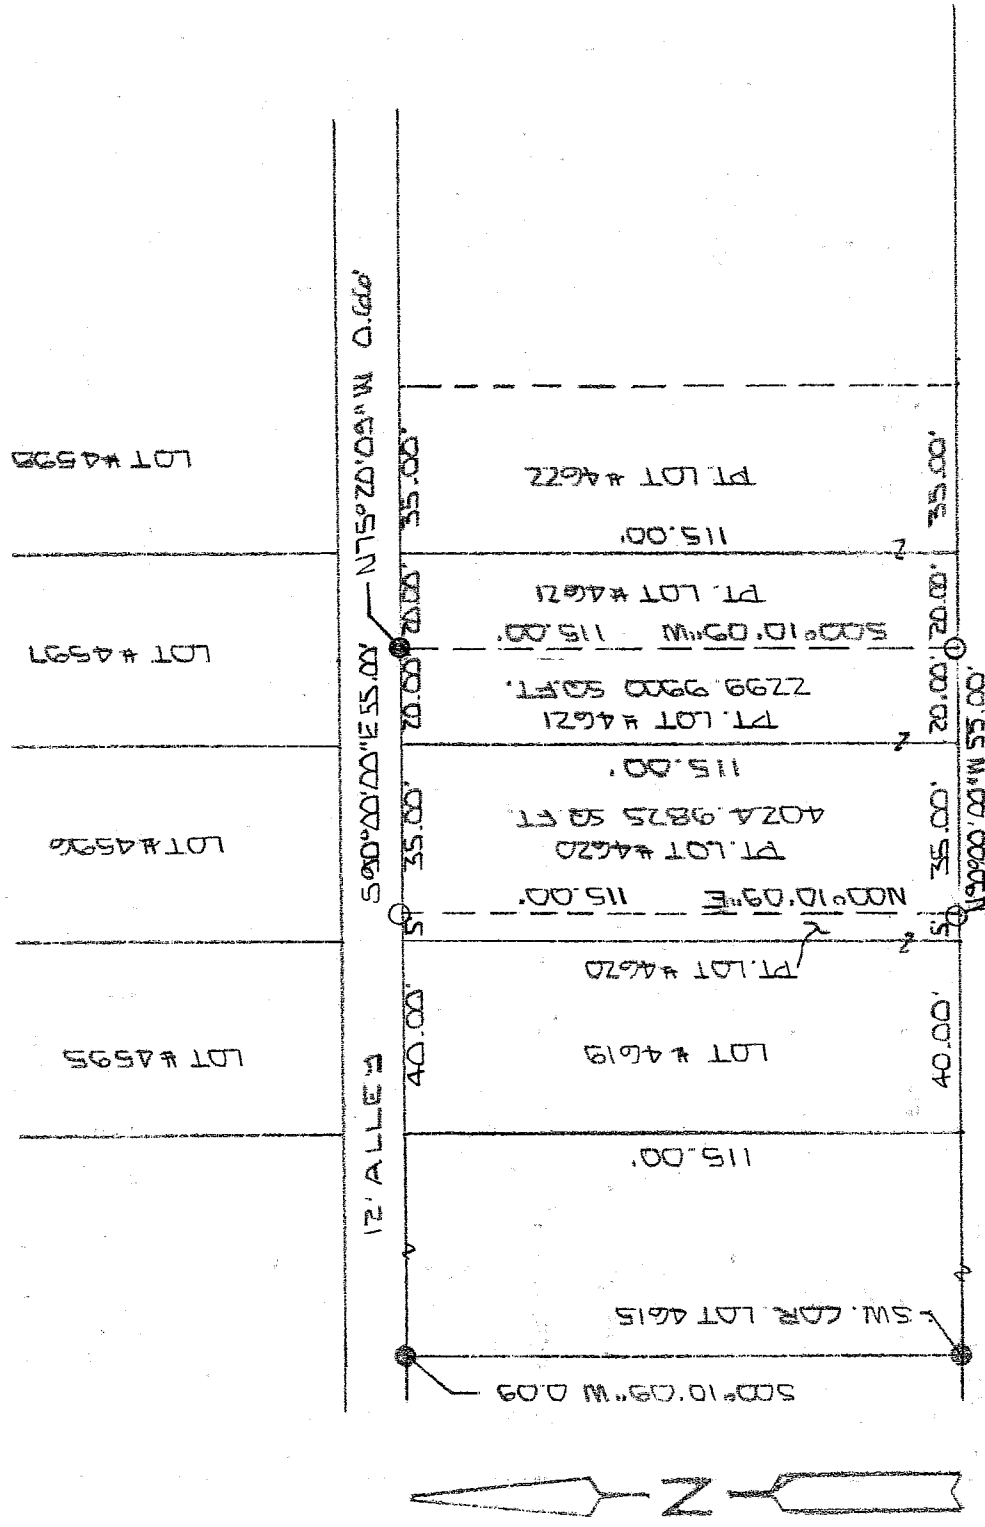 LOT #4598
LOT #4597
LOT #4596
LOT #4595
N75°20'09"W 0.66'
S90°00'00"E 55.00'
12' ALLEY
35.00'
20.00'
20.00'
35.00'
5'
40.00'
PT. LOT #4622
115.00'
PT. LOT #4621
S00°10'09"W 115.00'
2299.9900 SQ.FT.
PT. LOT #4621
115.00'
4024.9825 SQ FT.
PT. LOT #4620
N00°10'09"E 115.00'
PT. LOT #4620
LOT #4619
115.00'
35.00'
20.00'
20.00'
35.00'
5'
40.00'
N90°00'00"W 55.00'
SW. COR. LOT 4615
S00°10'09"W 0.09
N